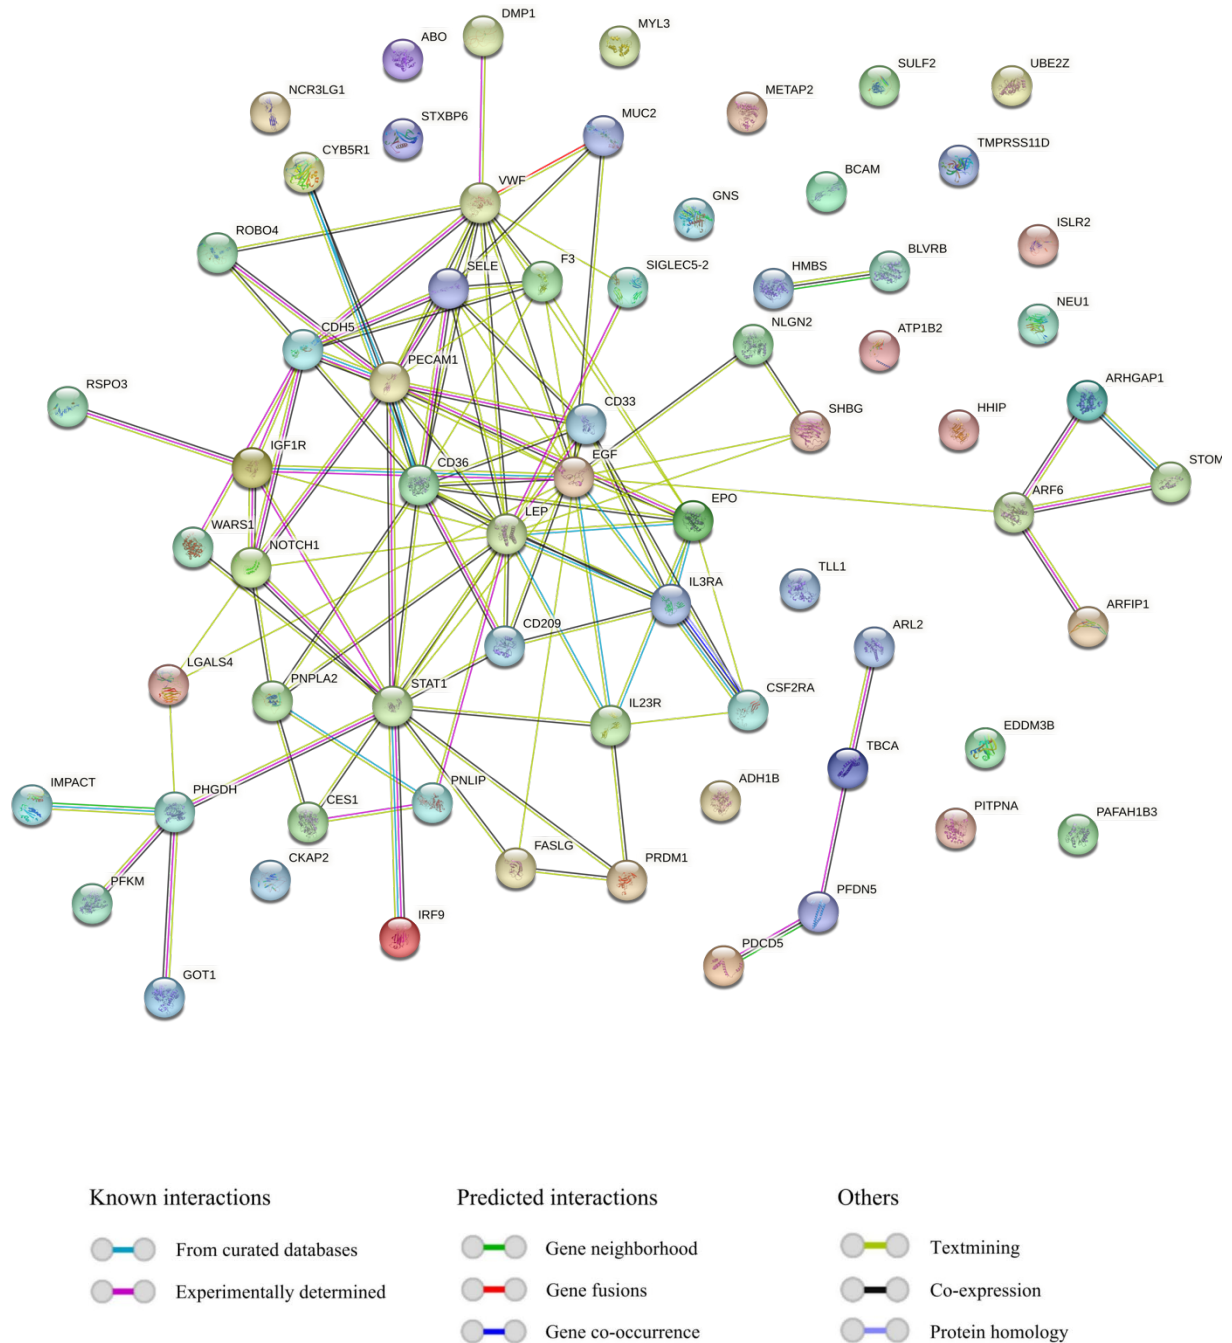 DMP1
MYL3
ABO
SULF2
UBE2Z
NCR3LG1
METAP2
STXBP6
MUC2
CYB5R1
TMPRSS11D
BCAM
VWF
GNS
ISLR2
ROBO4
SELE
F3
SIGLEC5-2
HMBS
BLVRB
NEU1
CDH5
NLGN2
ATP1B2
PECAM1
RSPO3
CD33
SHBG
HHIP
ARHGAP1
IGF1R
CD36
EGF
STOM
ARF6
EPO
LEP
WARS1
NOTCH1
IL3RA
TLL1
ARFIP1
CD209
ARL2
LGALS4
PNPLA2
STAT1
IL23R
CSF2RA
EDDM3B
TBCA
ADH1B
IMPACT
PHGDH
CES1
PNLIP
PITPNA
PAFAH1B3
CKAP2
FASLG
PRDM1
PFKM
PFDN5
IRF9
PDCD5
GOT1
Known interactions
From curated databases
Experimentally determined
Predicted interactions
Gene neighborhood
Gene fusions
Gene co-occurrence
Others
Textmining
Co-expression
Protein homology